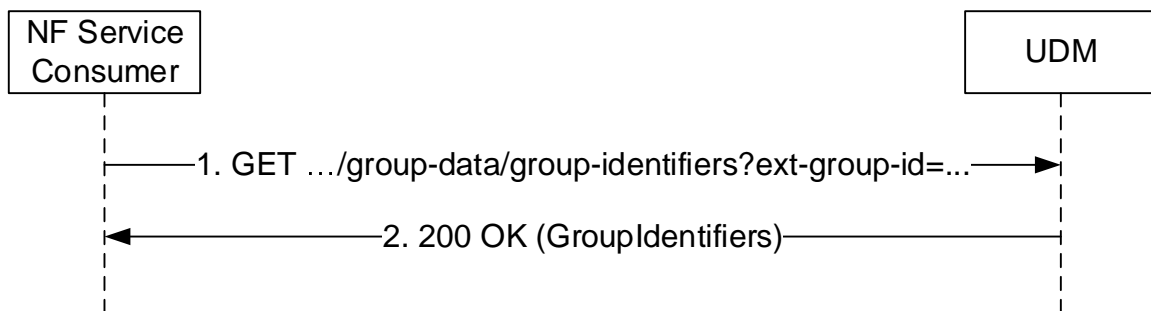 NF Service
Consumer
UDM
1. GET …/group-data/group-identifiers?ext-group-id=...
2. 200 OK (GroupIdentifiers)